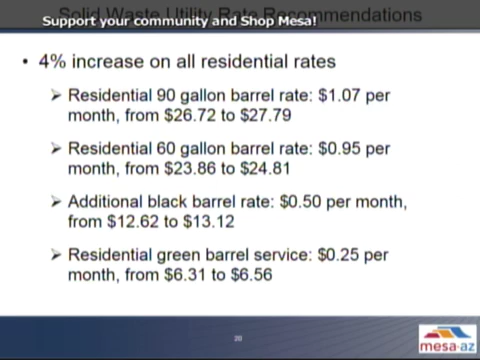 Solid Waste Utility Rate Recommendations
Support your community and Shop Mesa!
• 4% increase on all residential rates
➢ Residential 90 gallon barrel rate: $1.07 per
month, from $26.72 to $27.79
➢ Residential 60 gallon barrel rate: $0.95 per
month, from $23.86 to $24.81
➢ Additional black barrel rate: $0.50 per month,
from $12.62 to $13.12
➢ Residential green barrel service: $0.25 per
month, from $6.31 to $6.56
20
mesa·az